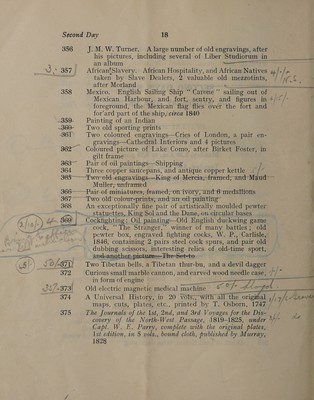 Second Day 18
356 J. M. W. Turner. A large number of old engravings, after
his pictures, including several of Liber Studiorum in
an album
357 African Slavery. African Hospitality, and African Natives
taken by Slave Dealers, 2 valuable old mezzotints,
after Morland
358 Mexico. English Sailing Ship "Carone" sailing out of
Mexican Harbour, and fort, sentry, and figures in
foreground, the Mexican flag flies over the fort and
for'ard part of the ship, circa 1840
359 Painting of an Indian
360 Two old sporting prints
361 Two coloured engravings—Cries of London, a pair en-
gravings—Cathedral Interiors and 4 pictures
362 Coloured picture of Lake Como, after Birket Foster, in
gilt frame
363 Pair of oil paintings—Shipping
364 Three copper saucepans, and antique copper kettle
365 Two old engravings—King of Merria, framed, and Maud
Muller, unframed
366 Pair of miniatures, framed, on ivory, and 6 medallions
367 Two old colour-prints, and an oil painting
368 An exceptionally fine pair of artistically moulded pewter
statuettes, King Sol and the Dane, on circular bases
369 Cockfighting: Oil painting—Old English duckwing game
cock, "The Stranger," winner of many battles; old
pewter box, engraved fighting cocks, W. P., Carlisle,
1846, containing 2 pairs steel cock spurs, and pair old
dubbing scissors, interesting relics of old-time sport,
and another picture—The Set-to
371 Two Tibetan bells, a Tibetan thur-bu, and a devil dagger
372 Curious small marble cannon, and carved wood needle case,
in form of engine
373 Old electric magnetic medical machine
374 A Universal History, in 20 vols., with all the original
maps, cuts, plates, etc., printed by T. Osborn, 1747
375 The Journals of the 1st, 2nd, and 3rd Voyages for the Dis-
covery of the North-West Passage, 1819-1825, under
Capt. W. E. Parry, complete with the original plates,
1st edition, in 8 vols., bound cloth, published by Murray,
1828